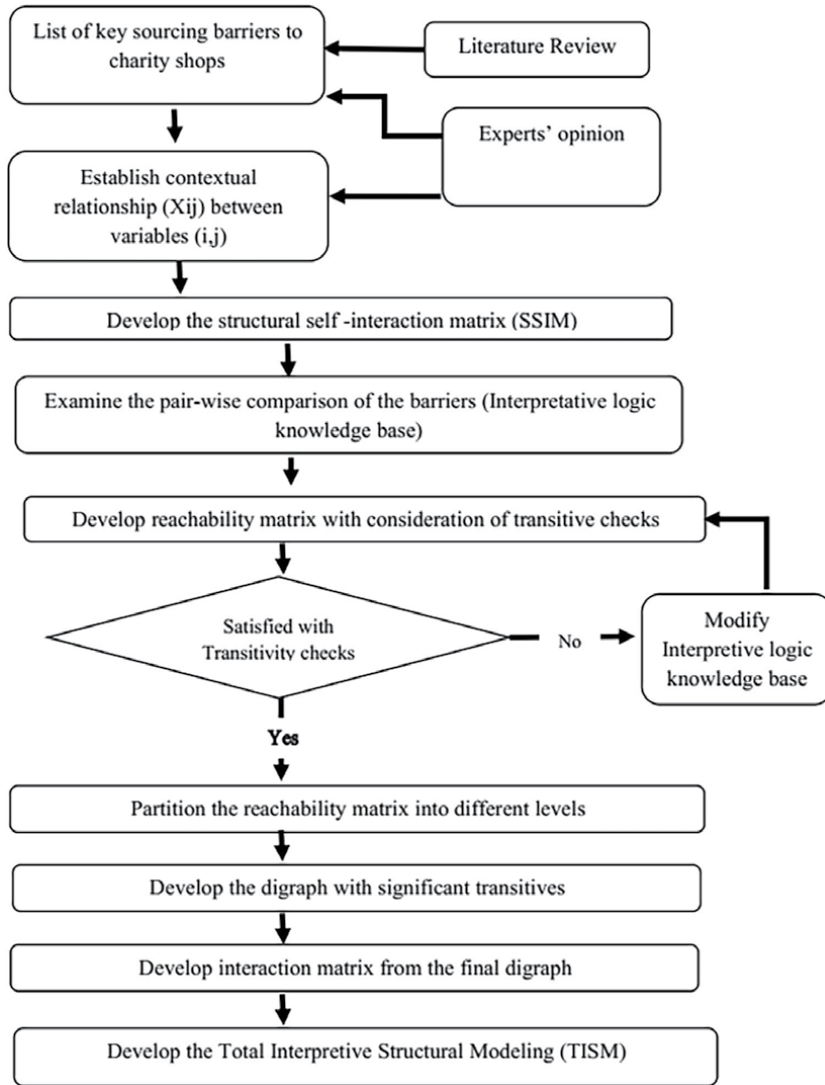 List of key sourcing barriers to
charity shops
Literature Review
Experts' opinion
Establish contextual
relationship (Xij) between
variables (i,j)
Develop the structural self -interaction matrix (SSIM)
Examine the pair-wise comparison of the barriers (Interpretative logic
knowledge base)
Develop reachability matrix with consideration of transitive checks
Satisfied with
Transitivity checks
No
Modify
Interpretive logic
knowledge base
Yes
Partition the reachability matrix into different levels
Develop the digraph with significant transitives
Develop interaction matrix from the final digraph
Develop the Total Interpretive Structural Modeling (TISM)